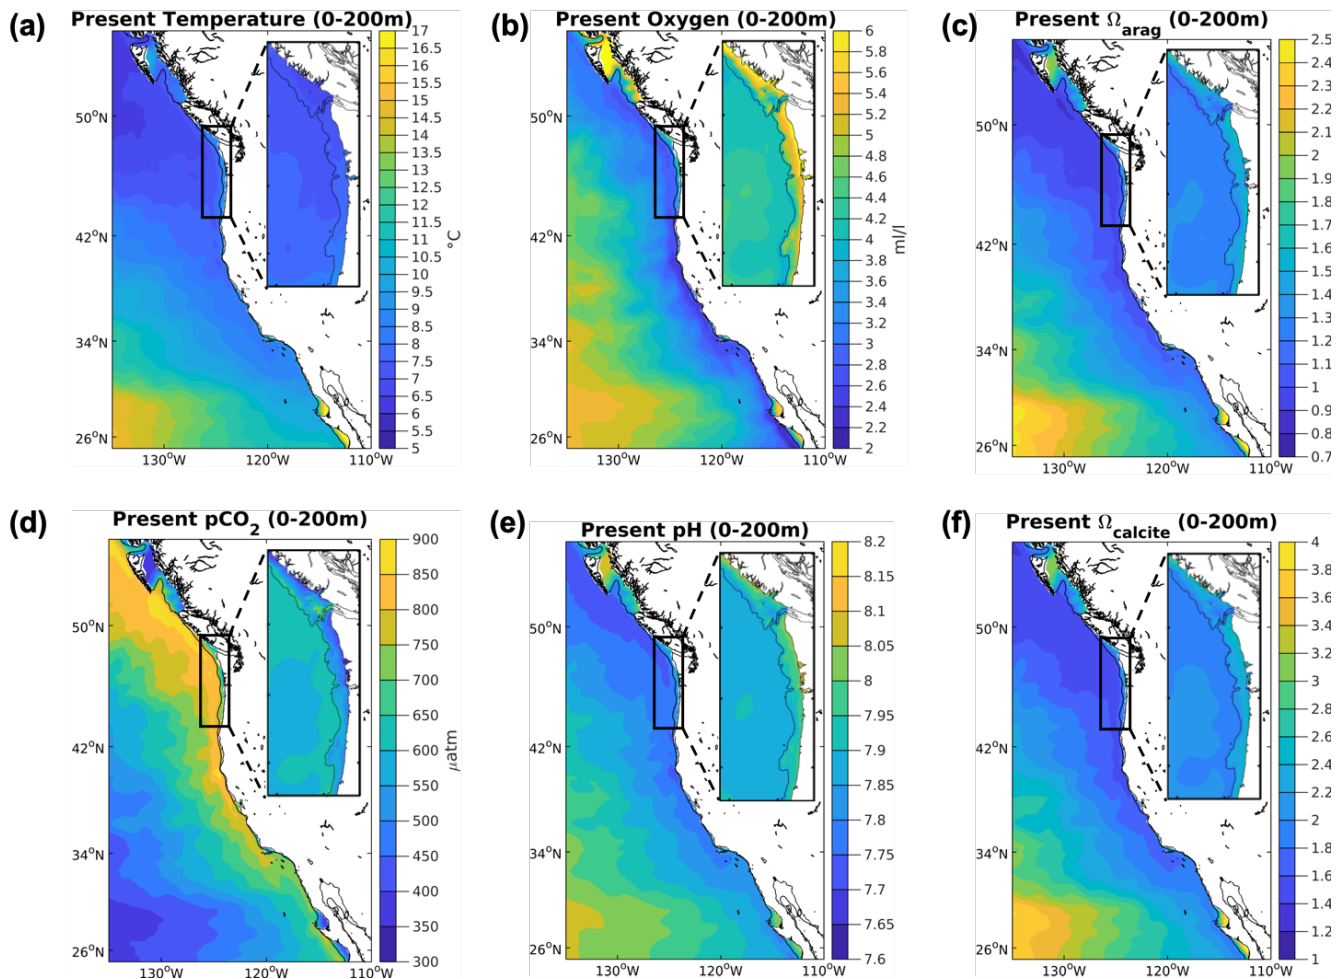 (a)
Present Temperature (0-200m)
50°N
42°N
34°N
26°N
130°W
120°W
110°W
17
16.5
16
15.5
15
14.5
14
13.5
13
12.5
12
11.5
11
10.5
10
9.5
9
8.5
8
7.5
7
6.5
6
5.5
5
°C
(b)
Present Oxygen (0-200m)
50°N
42°N
34°N
26°N
130°W
120°W
110°W
6
5.8
5.6
5.4
5.2
5
4.8
4.6
4.4
4.2
4
3.8
3.6
3.4
3.2
3
2.8
2.6
2.4
2.2
2
ml/l
(c)
Present Ωarag (0-200m)
50°N
42°N
34°N
26°N
130°W
120°W
110°W
2.5
2.4
2.3
2.2
2.1
2
1.9
1.8
1.7
1.6
1.5
1.4
1.3
1.2
1.1
1
0.9
0.8
0.7
(d)
Present pCO2 (0-200m)
50°N
42°N
34°N
26°N
130°W
120°W
110°W
900
850
800
750
700
650
600
550
500
450
400
350
300
μatm
(e)
Present pH (0-200m)
50°N
42°N
34°N
26°N
130°W
120°W
110°W
8.2
8.15
8.1
8.05
8
7.95
7.9
7.85
7.8
7.75
7.7
7.65
7.6
(f)
Present Ωcalcite (0-200m)
50°N
42°N
34°N
26°N
130°W
120°W
110°W
4
3.8
3.6
3.4
3.2
3
2.8
2.6
2.4
2.2
2
1.8
1.6
1.4
1.2
1